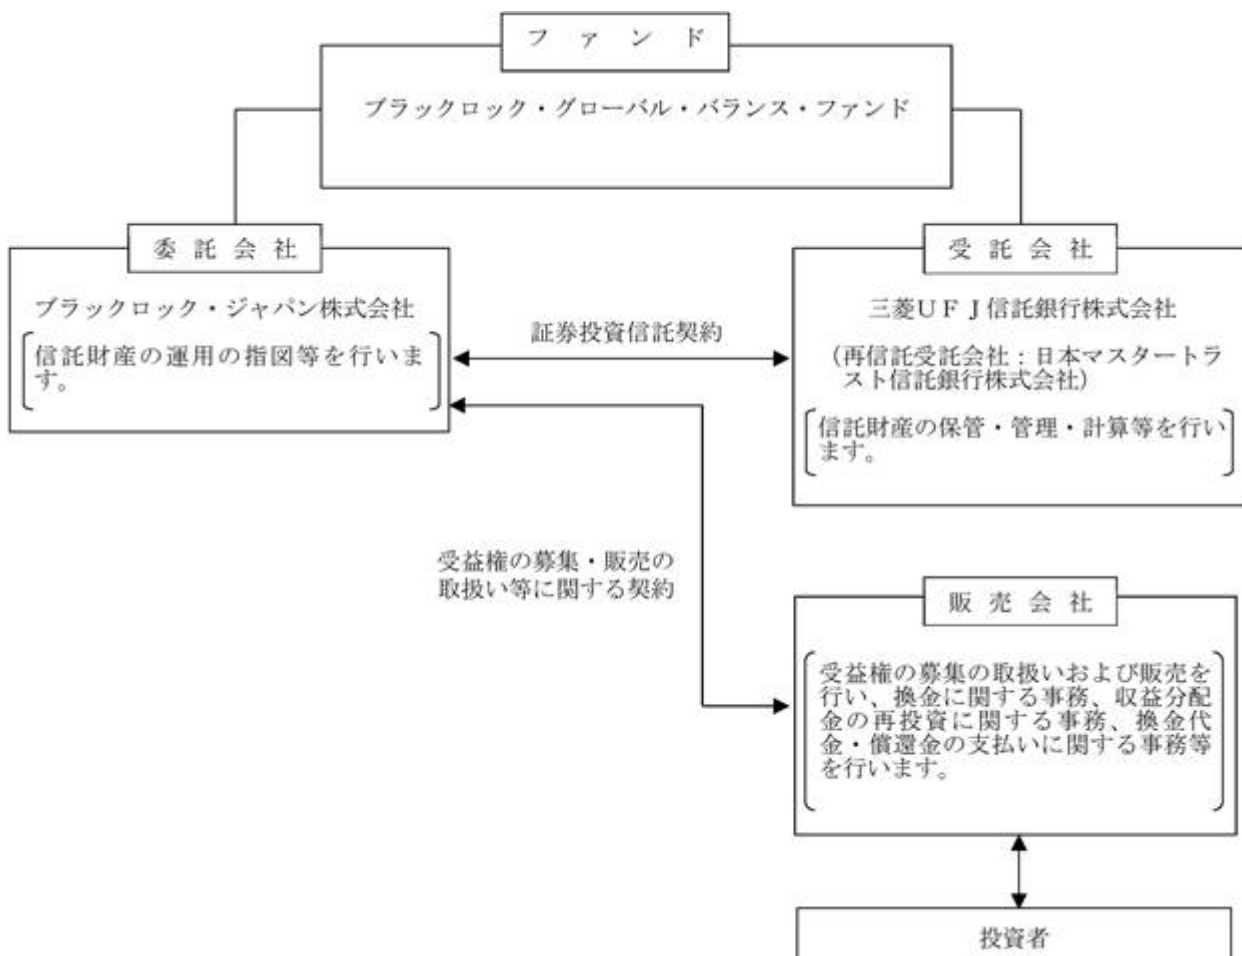 ファンド
ブラックロック・グローバル・バランス・ファンド
委託会社
ブラックロック・ジャパン株式会社
信託財産の運用の指図等を行いま
す。
証券投資信託契約
受託会社
三菱UFJ信託銀行株式会社
（再信託受託会社：日本マスタートラ
スト信託銀行株式会社）
信託財産の保管・管理・計算等を行い
ます。
受益権の募集・販売の
取扱い等に関する契約
販売会社
受益権の募集の取扱いおよび販売を
行い、換金に関する事務、収益分配
金の再投資に関する事務、換金代
金・償還金の支払いに関する事務等
を行います。
投資者